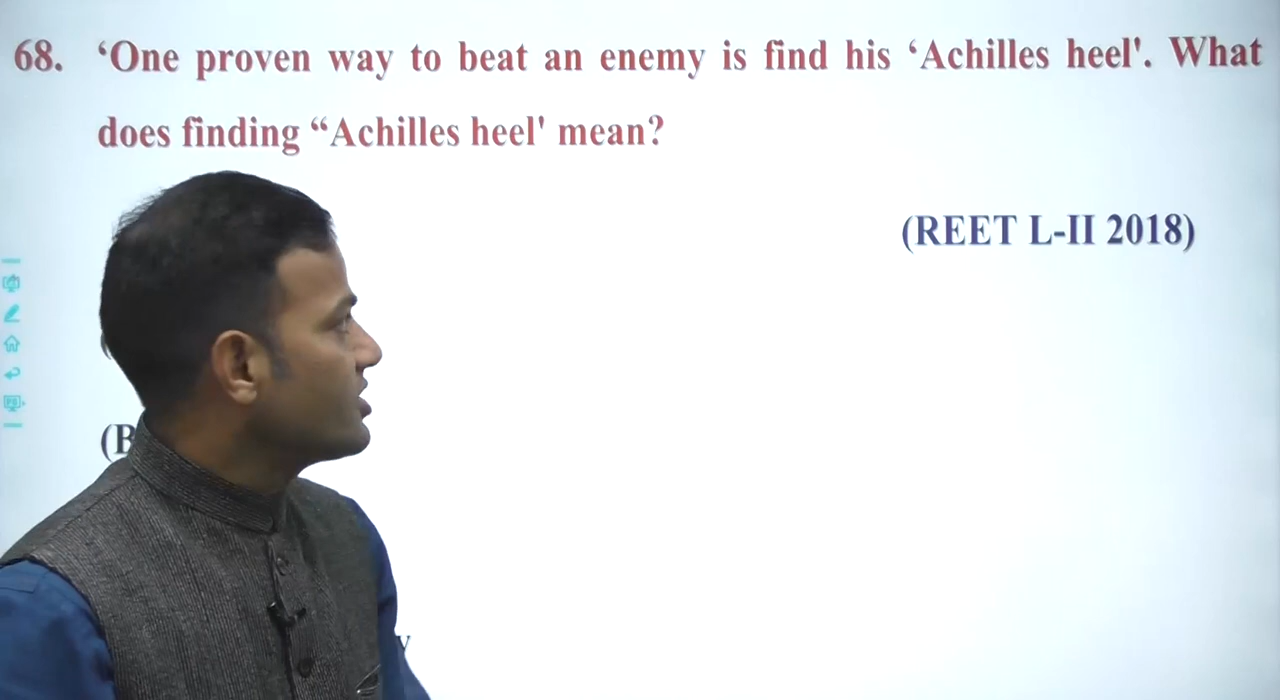 68. ‘One proven way to beat an enemy is find his ‘Achilles heel'. What
does finding “Achilles heel' mean?
(REET L-II 2018)
(B
y